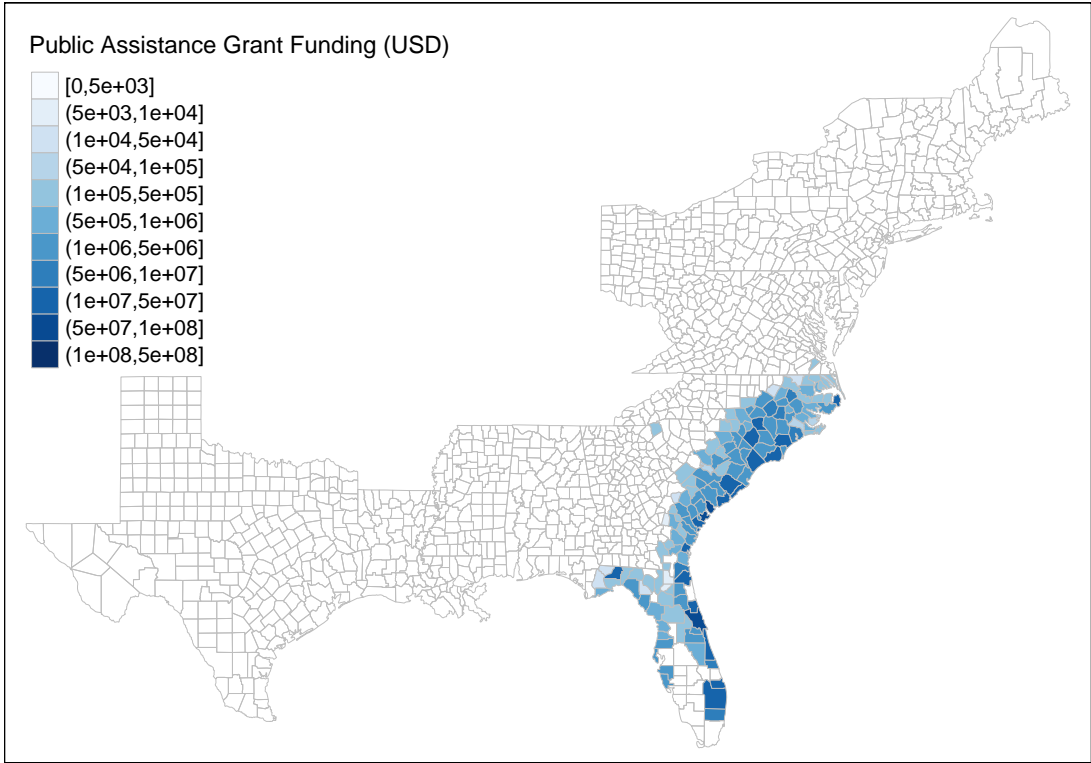 Public Assistance Grant Funding (USD)
[0,5e+03]
(5e+03,1e+04]
(1e+04,5e+04]
(5e+04,1e+05]
(1e+05,5e+05]
(5e+05,1e+06]
(1e+06,5e+06]
(5e+06,1e+07]
(1e+07,5e+07]
(5e+07,1e+08]
(1e+08,5e+08]